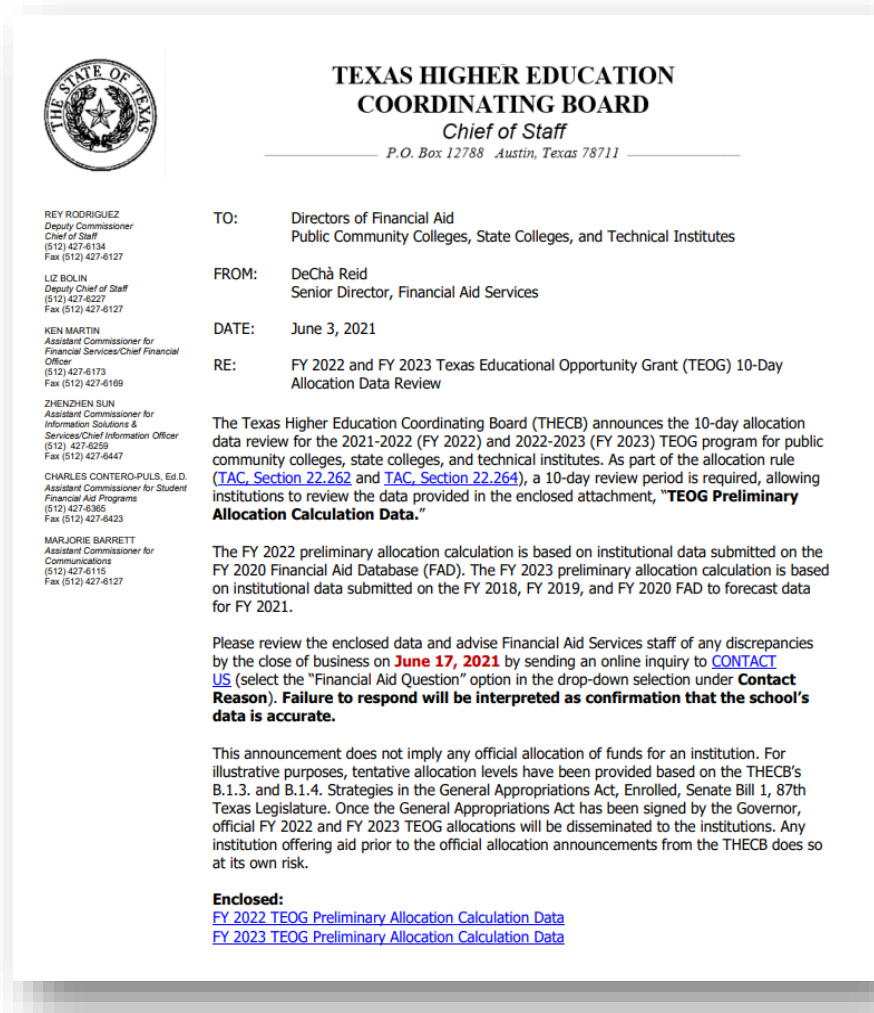 THE STATE OF TEXAS
TEXAS HIGHER EDUCATION
COORDINATING BOARD
Chief of Staff
P.O. Box 12788 Austin, Texas 78711
REY RODRIGUEZ
Deputy Commissioner
Chief of Staff
(512) 427-6134
Fax (512) 427-6127
LIZ BOLIN
Deputy Chief of Staff
(512) 427-6227
Fax (512) 427-6127
KEN MARTIN
Assistant Commissioner for
Financial Services/Chief Financial
Officer
(512) 427-6173
Fax (512) 427-6169
ZHENZHEN SUN
Assistant Commissioner for
Information Solutions &
Services/Chief Information Officer
(512) 427-6259
Fax (512) 427-6447
CHARLES CONTERO-PULS, Ed.D.
Assistant Commissioner for Student
Financial Aid Programs
(512) 427-6365
Fax (512) 427-6423
MARJORIE BARRETT
Assistant Commissioner for
Communications
(512) 427-6115
Fax (512) 427-6127
TO: Directors of Financial Aid
Public Community Colleges, State Colleges, and Technical Institutes
FROM: DeChà Reid
Senior Director, Financial Aid Services
DATE: June 3, 2021
RE: FY 2022 and FY 2023 Texas Educational Opportunity Grant (TEOG) 10-Day
Allocation Data Review
The Texas Higher Education Coordinating Board (THECB) announces the 10-day allocation
data review for the 2021-2022 (FY 2022) and 2022-2023 (FY 2023) TEOG program for public
community colleges, state colleges, and technical institutes. As part of the allocation rule
(TAC, Section 22.262 and TAC, Section 22.264), a 10-day review period is required, allowing
institutions to review the data provided in the enclosed attachment, “TEOG Preliminary
Allocation Calculation Data.”
The FY 2022 preliminary allocation calculation is based on institutional data submitted on the
FY 2020 Financial Aid Database (FAD). The FY 2023 preliminary allocation calculation is based
on institutional data submitted on the FY 2018, FY 2019, and FY 2020 FAD to forecast data
for FY 2021.
Please review the enclosed data and advise Financial Aid Services staff of any discrepancies
by the close of business on June 17, 2021 by sending an online inquiry to CONTACT
US (select the “Financial Aid Question” option in the drop-down selection under Contact
Reason). Failure to respond will be interpreted as confirmation that the school’s
data is accurate.
This announcement does not imply any official allocation of funds for an institution. For
illustrative purposes, tentative allocation levels have been provided based on the THECB’s
B.1.3. and B.1.4. Strategies in the General Appropriations Act, Enrolled, Senate Bill 1, 87th
Texas Legislature. Once the General Appropriations Act has been signed by the Governor,
official FY 2022 and FY 2023 TEOG allocations will be disseminated to the institutions. Any
institution offering aid prior to the official allocation announcements from the THECB does so
at its own risk.
Enclosed:
FY 2022 TEOG Preliminary Allocation Calculation Data
FY 2023 TEOG Preliminary Allocation Calculation Data